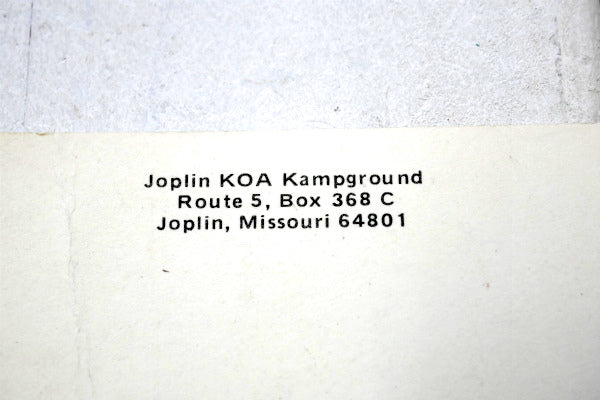 Joplin KOA Kampground
Route 5, Box 368 C
Joplin, Missouri 64801